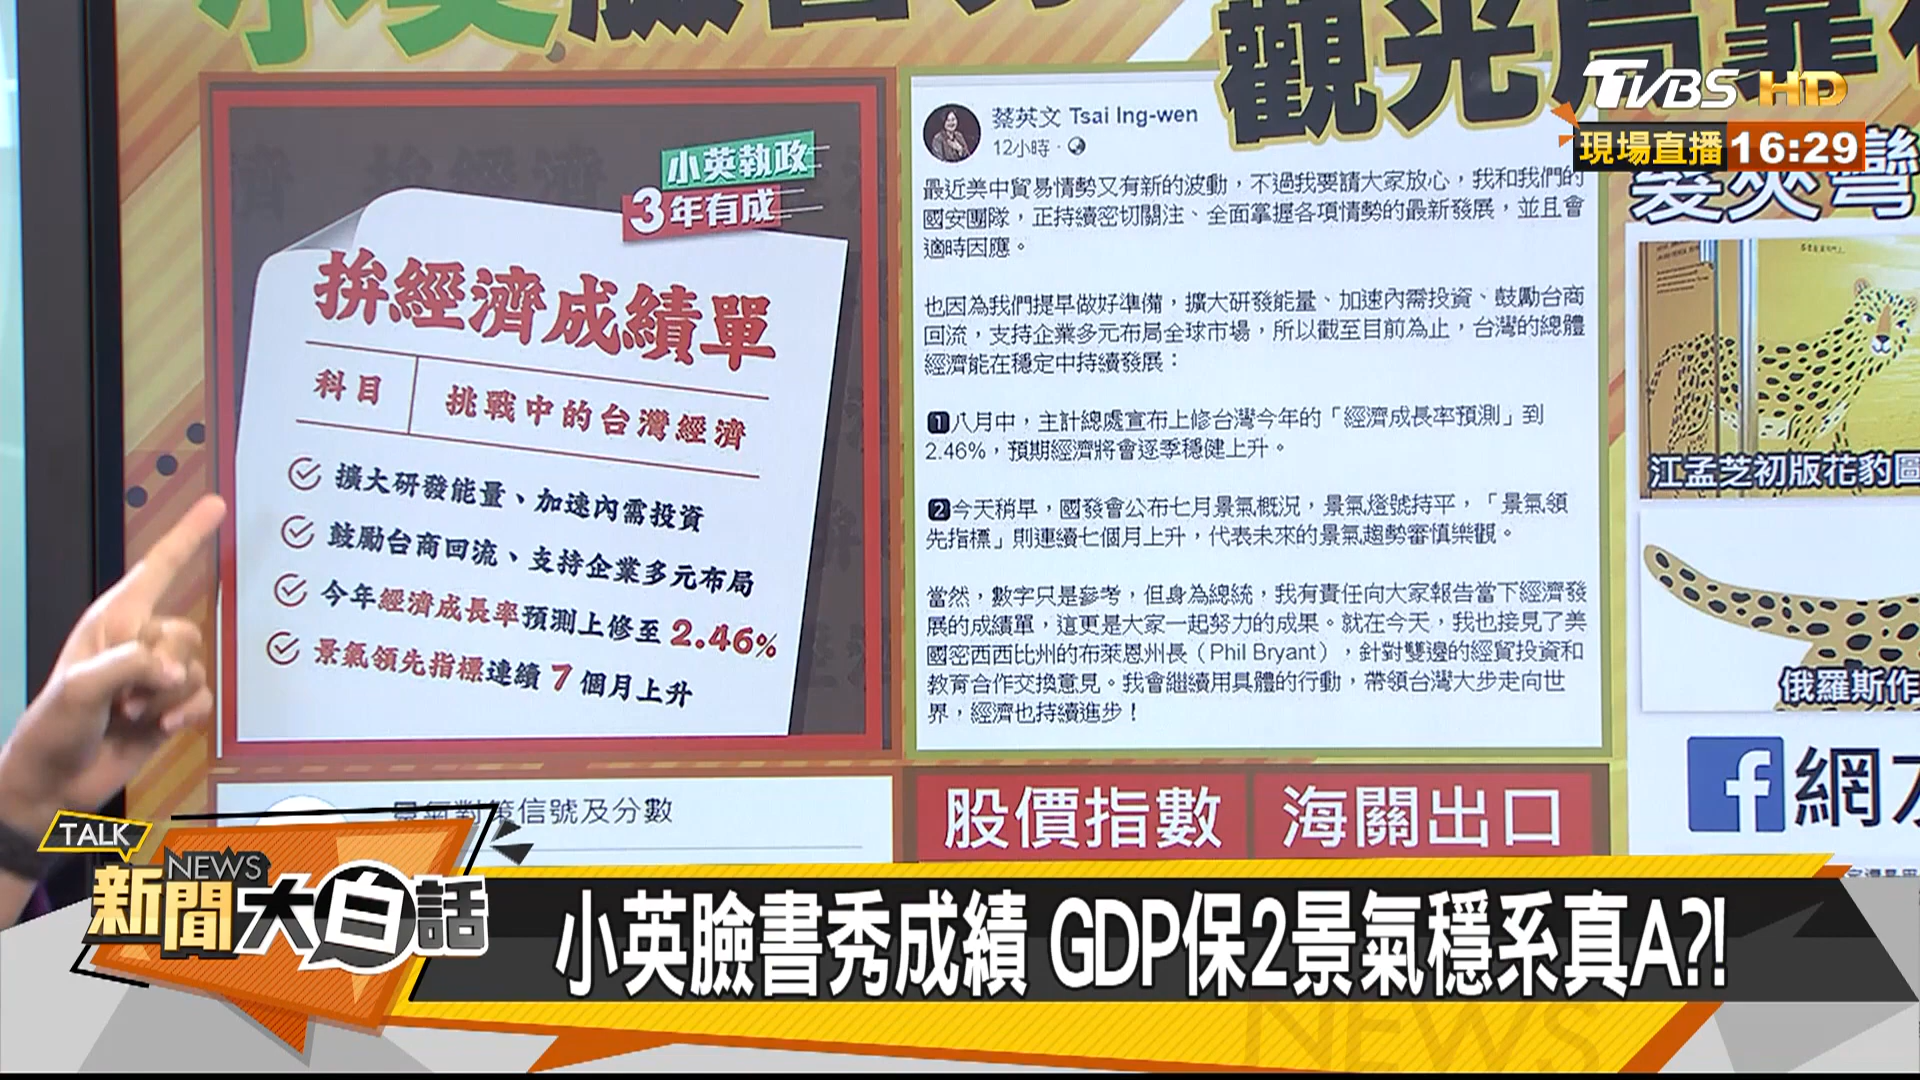 TVBS HD
現場直播 16:29
觀光局靠
小英執政
3年有成
拚經濟成績單
科目 挑戰中的台灣經濟
擴大研發能量、加速內需投資
鼓勵台商回流、支持企業多元布局
今年經濟成長率預測上修至 2.46%
景氣領先指標連續 7 個月上升
蔡英文 Tsai Ing-wen
12小時·
最近美中貿易情勢又有新的波動，不過我要請大家放心，我和我們的
國安團隊，正持續密切關注、全面掌握各項情勢的最新發展，並且會
適時因應。
也因為我們提早做好準備，擴大研發能量、加速內需投資、鼓勵台商
回流，支持企業多元布局全球市場，所以截至目前為止，台灣的總體
經濟能在穩定中持續發展：
1八月中，主計總處宣布上修台灣今年的「經濟成長率預測」到
2.46%，預期經濟將會逐季穩健上升。
2今天稍早，國發會公布七月景氣概況，景氣燈號持平，「景氣領
先指標」則連續七個月上升，代表未來的景氣趨勢審慎樂觀。
當然，數字只是參考，但身為總統，我有責任向大家報告當下經濟發
展的成績單，這更是大家一起努力的成果。就在今天，我也接見了美
國密西西比州的布萊恩州長（Phil Bryant），針對雙邊的經貿投資和
教育合作交換意見。我會繼續用具體的行動，帶領台灣大步走向世
界，經濟也持續進步！
髮夾彎
江孟芝初版花豹圖
俄羅斯作
f 網
景氣對策信號及分數
股價指數 海關出口
TALK
NEWS
新聞大白話
小英臉書秀成績 GDP保2景氣穩系真A?!
NEWS